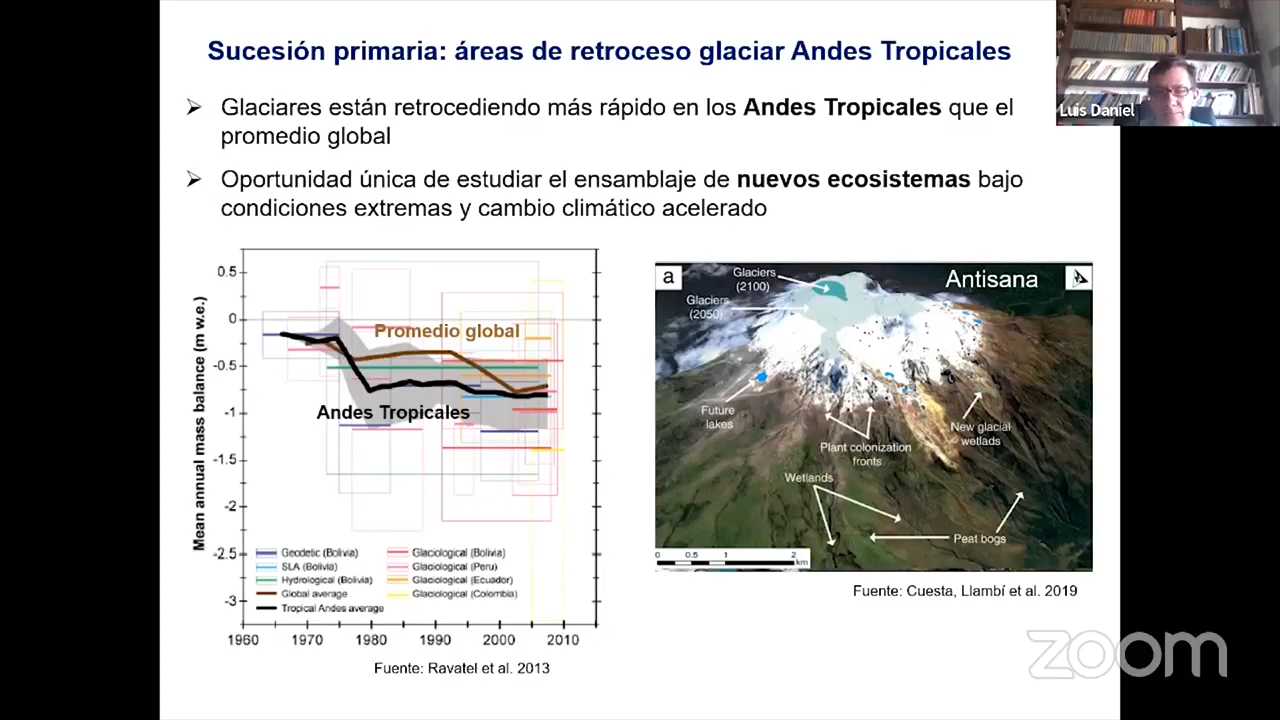 Sucesión primaria: áreas de retroceso glaciar Andes Tropicales
Luis Daniel
➢ Glaciares están retrocediendo más rápido en los Andes Tropicales que el
promedio global
➢ Oportunidad única de estudiar el ensamblaje de nuevos ecosistemas bajo
condiciones extremas y cambio climático acelerado
Mean annual mass balance (m w.e.)
0.5
0
-0.5
-1
-1.5
-2
-2.5
-3
Promedio global
Andes Tropicales
Geodetic (Bolivia)
SLA (Bolivia)
Hydrological (Bolivia)
Global average
Tropical Andes average
Glaciological (Bolivia)
Glaciological (Peru)
Glaciological (Ecuador)
Glaciological (Colombia)
1960 1970 1980 1990 2000 2010
Fuente: Ravatel et al. 2013
a
Antisana
Glaciers
(2100)
Glaciers
(2050)
Future
lakes
Plant colonization
fronts
New glacial
wetlads
Wetlands
Peat bogs
0 0.5 1 2
km
Fuente: Cuesta, Llambí et al. 2019
zoom